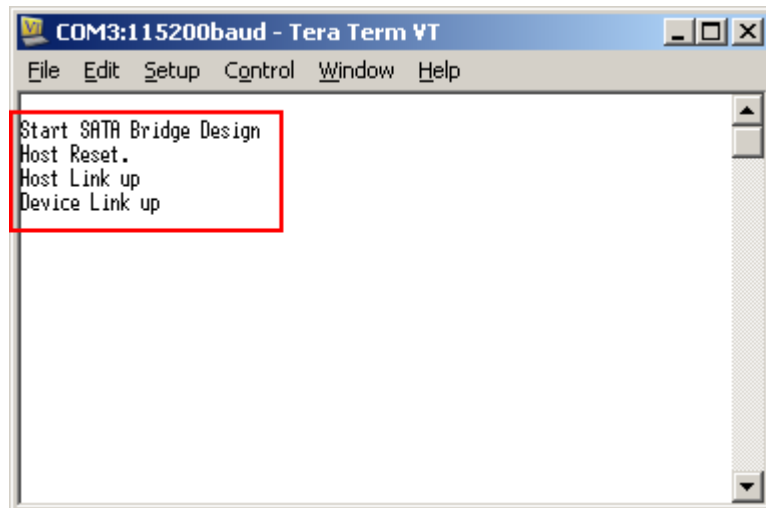 COM3:115200baud - Tera Term VT
File Edit Setup Control Window Help
Start SATA Bridge Design
Host Reset.
Host Link up
Device Link up